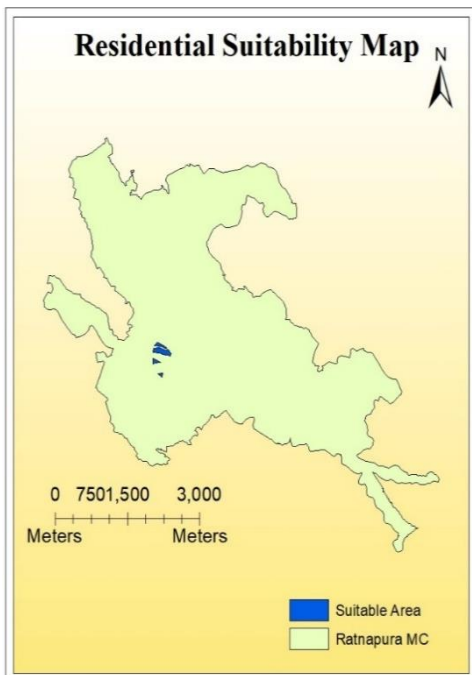 Residential Suitability Map
N
0 7501,500 3,000
Meters Meters
Suitable Area
Ratnapura MC